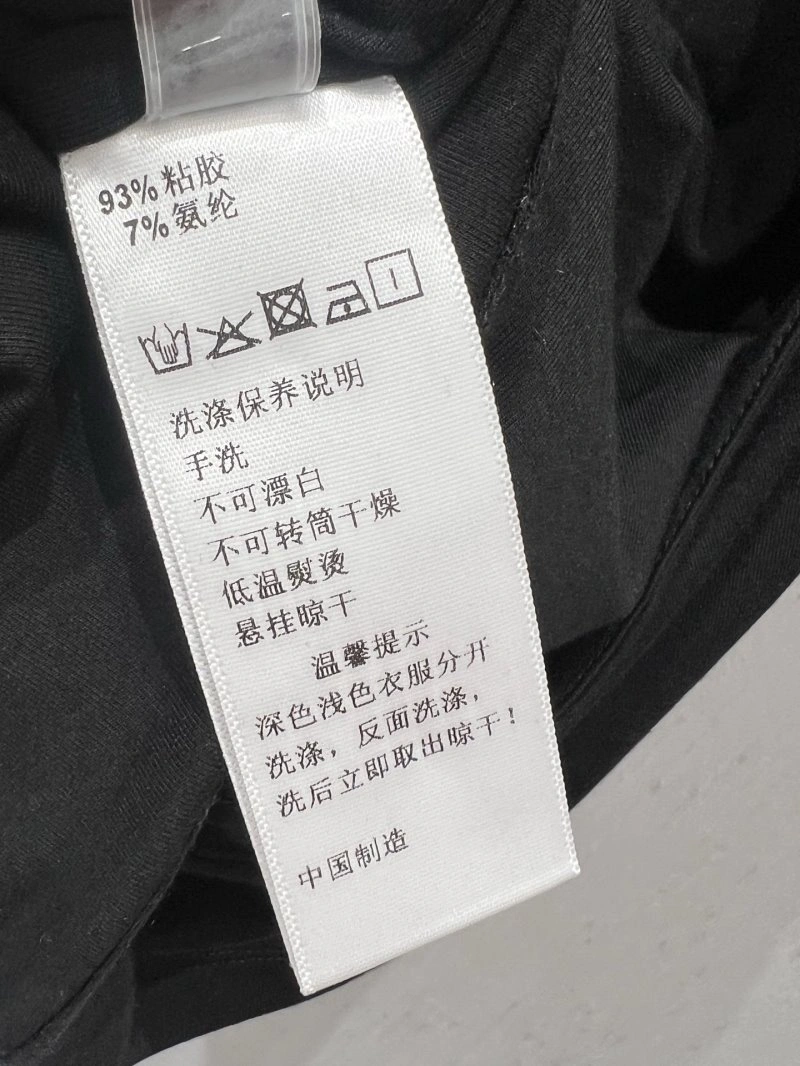 93%粘胶
7%氨纶
洗涤保养说明
手洗
不可漂白
不可转筒干燥
低温熨烫
悬挂晾干
温馨提示
深色浅色衣服分开
洗涤，反面洗涤，
洗后立即取出晾干！
中国制造